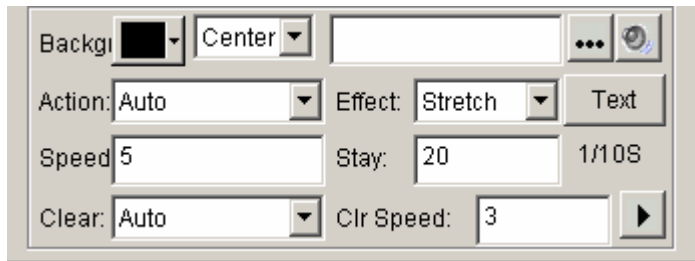 Backgı Center ...
Action: Auto Effect: Stretch Text
Speed 5 Stay: 20 1/10S
Clear: Auto Clr Speed: 3